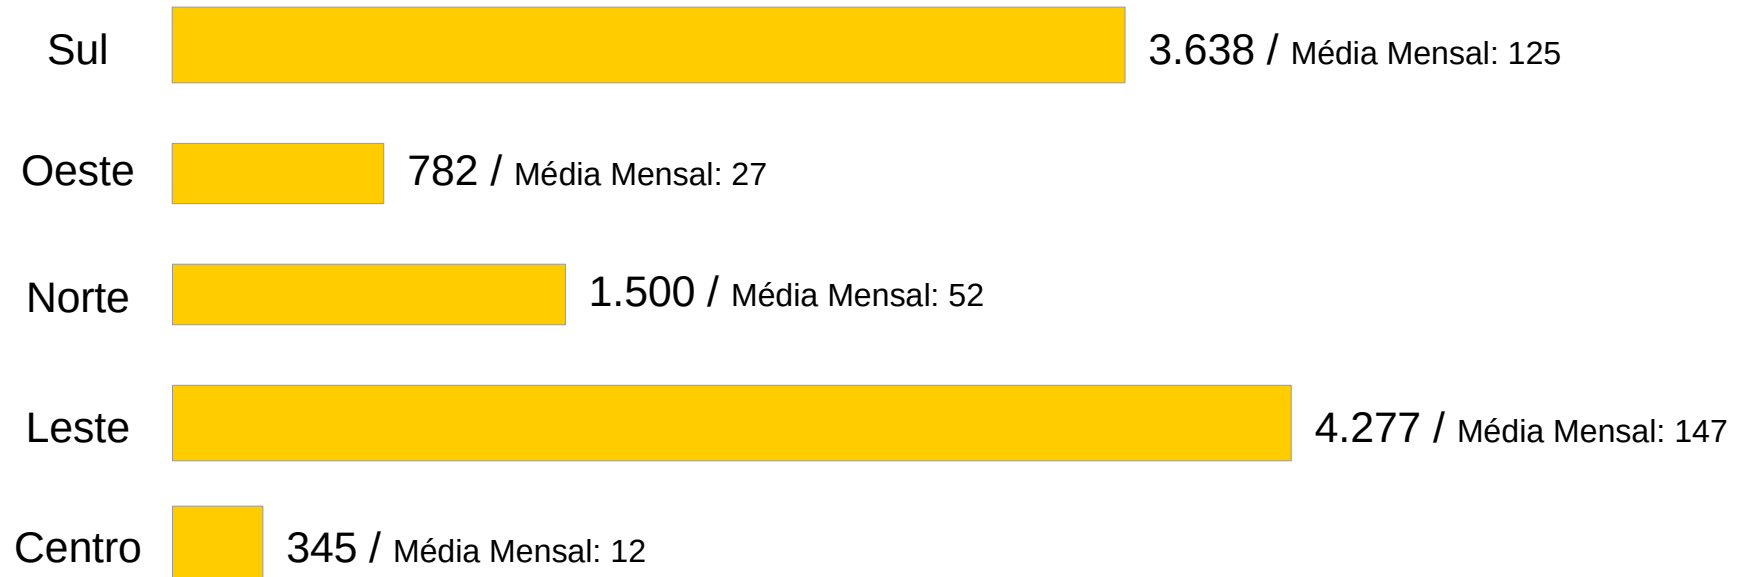 Sul 3.638 / Média Mensal: 125
Oeste 782 / Média Mensal: 27
Norte 1.500 / Média Mensal: 52
Leste 4.277 / Média Mensal: 147
Centro 345 / Média Mensal: 12